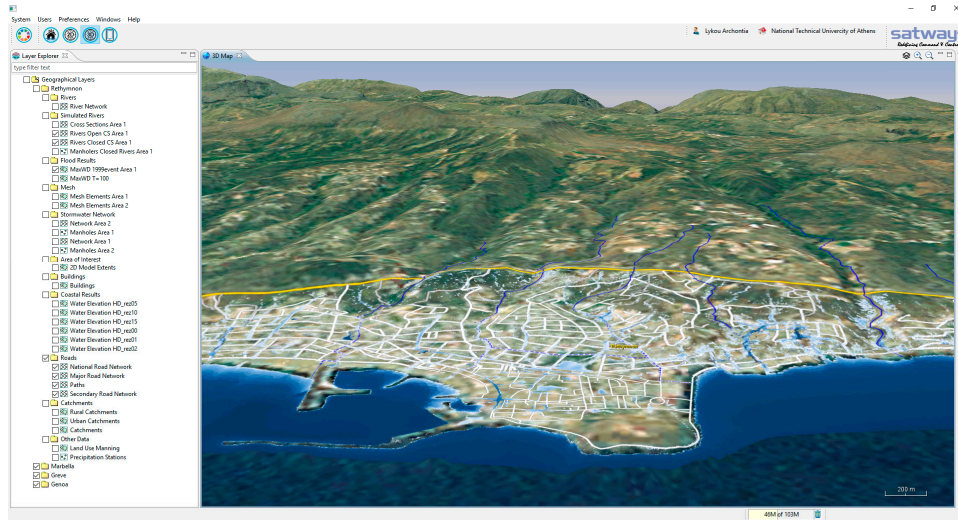 System Users Preferences Windows Help
Lykou Archontia National Technical Univercity of Athens
satways
Redefining Command & Control
Layer Explorer 3D Map
type filter text
Geographical Layers
Rethymnon
Rivers
River Network
Simulated Rivers
Cross Sections Area 1
Rivers Open CS Area 1
Rivers Closed CS Area 1
Manholers Closed Rivers Area 1
Flood Results
MaxWD 1999event Area 1
MaxWD T=100
Mesh
Mesh Elements Area 1
Mesh Elements Area 2
Stormwater Network
Network Area 2
Manholes Area 1
Network Area 1
Manholes Area 2
Area of Interest
2D Model Extents
Buildings
Buildings
Coastal Results
Water Elevation HD_rez05
Water Elevation HD_rez10
Water Elevation HD_rez15
Water Elevation HD_rez00
Water Elevation HD_rez01
Water Elevation HD_rez02
Roads
National Road Network
Major Road Network
Paths
Secondary Road Network
Catchments
Rural Catchments
Urban Catchments
Catchments
Other Data
Land Use Manning
Precipitation Stations
Marbella
Greve
Genoa
200 m
46M of 103M